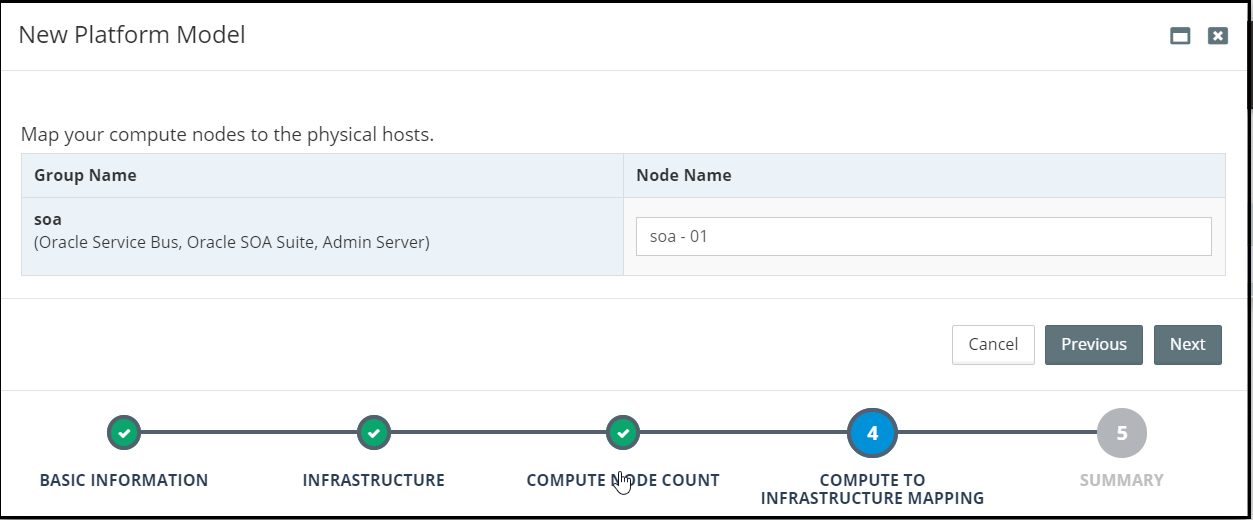 New Platform Model
Map your compute nodes to the physical hosts.
Group Name
Node Name
soa
(Oracle Service Bus, Oracle SOA Suite, Admin Server)
soa - 01
Cancel
Previous
Next
4
5
BASIC INFORMATION
INFRASTRUCTURE
COMPUTE NODE COUNT
COMPUTE TO
INFRASTRUCTURE MAPPING
SUMMARY